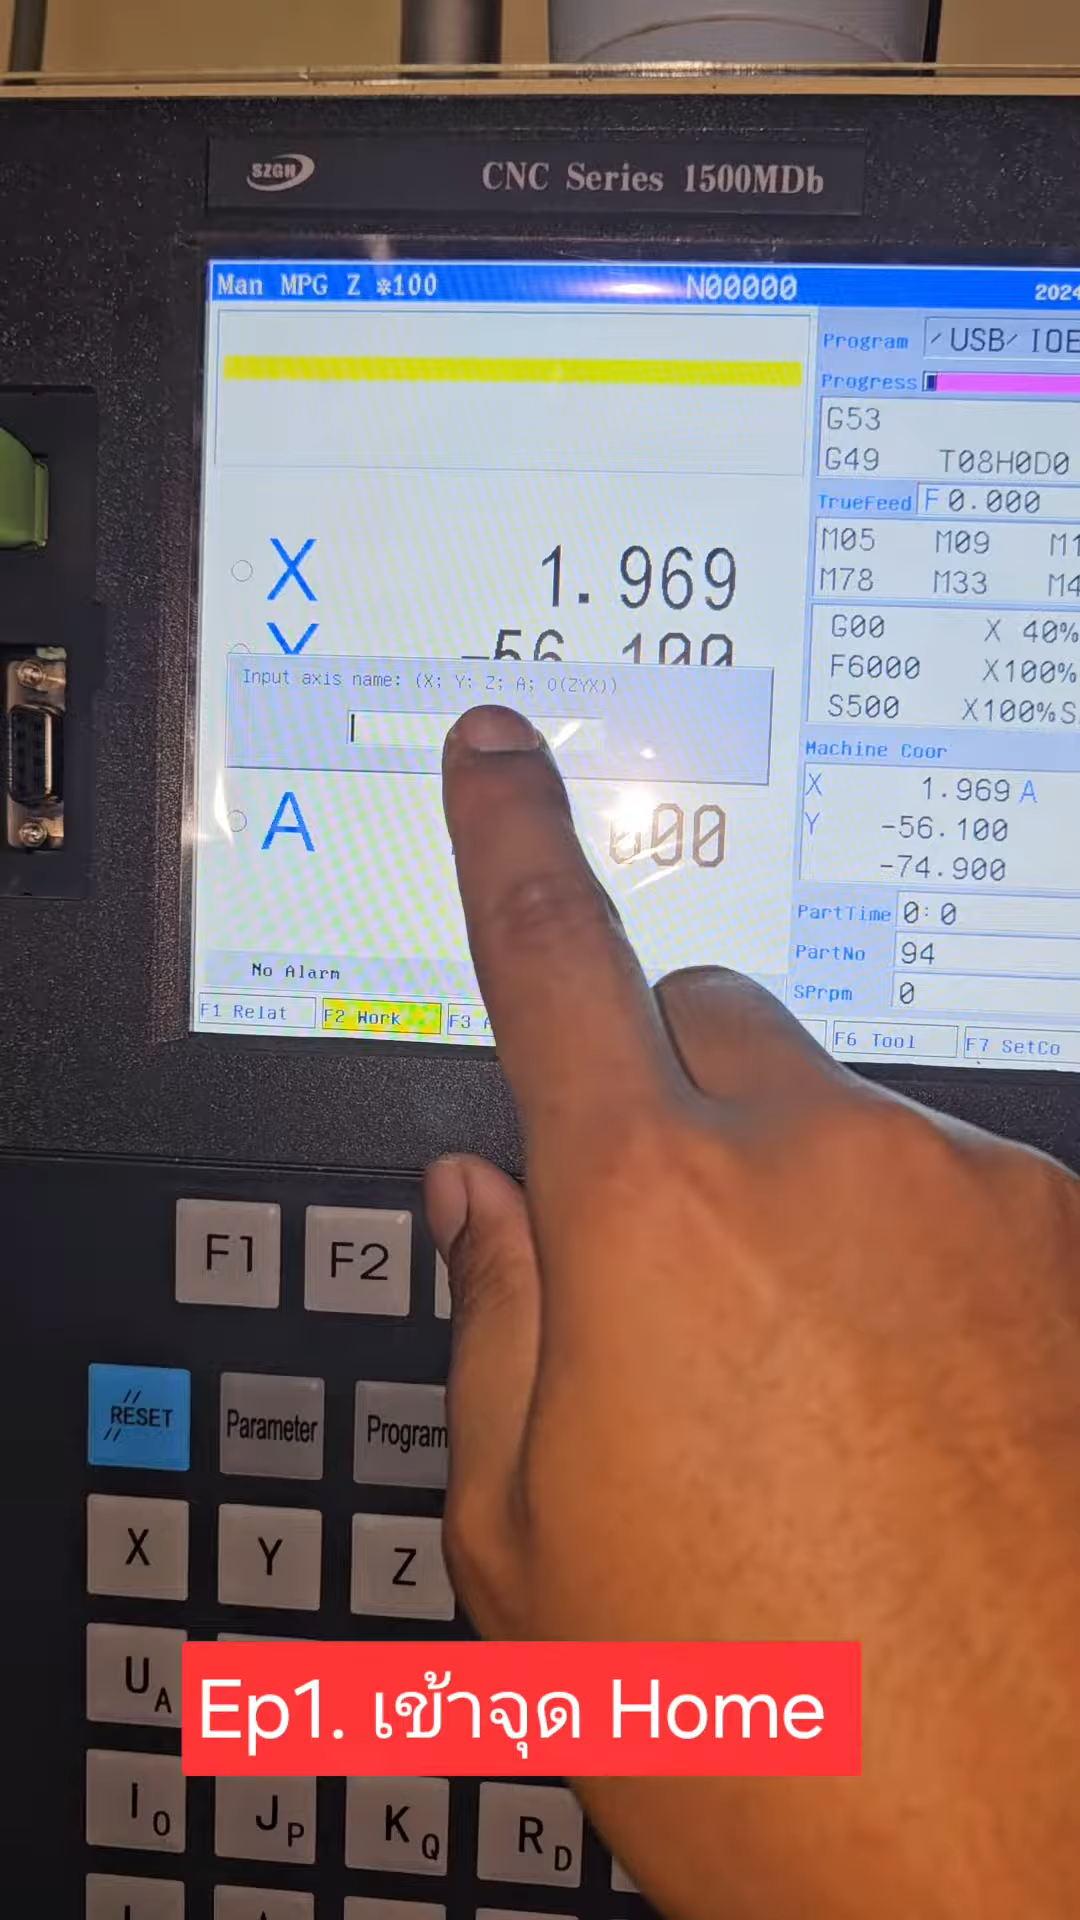 SZGH
CNC Series 1500MDb
Man MPG Z *100
N00000
2024
Program
/USB/ IOE
Progress
G53
G49 T08H0D0
TrueFeed F 0.000
M05 M09
M78 M33
X 1.969
Y -56.100
Input axis name: (X; Y; Z; A; O(ZYX))
A
000
G00 X 40%
F6000 X100%
S500 X100%S
Machine Coor
X 1.969 A
Y -56.100
-74.900
PartTime 0: 0
PartNo 94
SPrpm 0
No Alarm
F1 Relat
F2 Work
F3
F6 Tool
F7 SetCo
F1
F2
// RESET //
Parameter
Program
X
Y
Z
U A
Ep1. เข้าจุด Home
I O
J P
K Q
R D